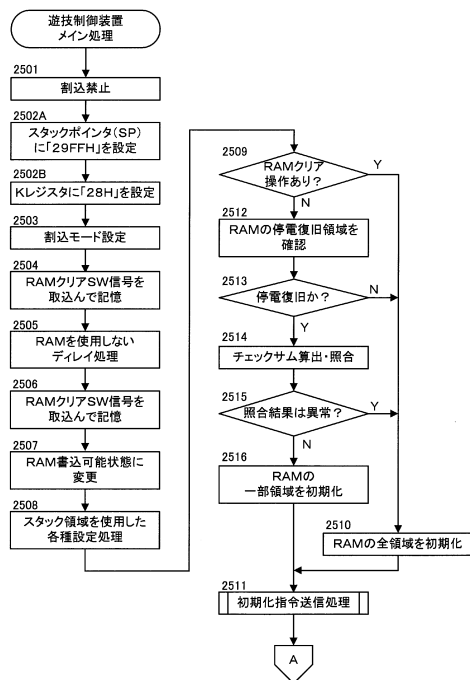 遊技制御装置
メイン処理
2501
割込禁止
2502A
スタックポインタ(SP)
に「29FFH」を設定
2502B
Kレジスタに「28H」を設定
2503
割込モード設定
2504
RAMクリアSW信号を
取込んで記憶
2505
RAMを使用しない
ディレイ処理
2506
RAMクリアSW信号を
取込んで記憶
2507
RAM書込可能状態に
変更
2508
スタック領域を使用した
各種設定処理
2509
RAMクリア
操作あり?
Y
N
2512
RAMの停電復旧領域を
確認
2513
停電復旧か?
N
Y
2514
チェックサム算出・照合
2515
照合結果は異常?
Y
N
2516
RAMの
一部領域を初期化
2510
RAMの全領域を初期化
2511
初期化指令送信処理
A